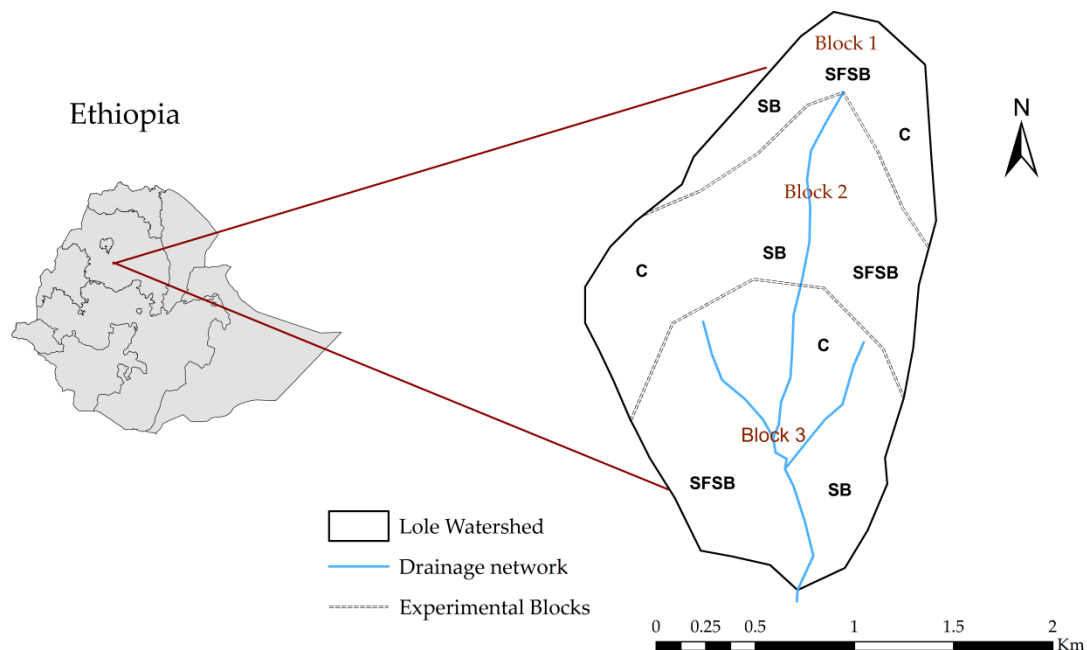 Ethiopia
Block 1
SFSB
SB
C
N
Block 2
SB
C
SFSB
C
Block 3
SFSB
SB
Lole Watershed
Drainage network
Experimental Blocks
0 0.25 0.5 1 1.5 2
Km